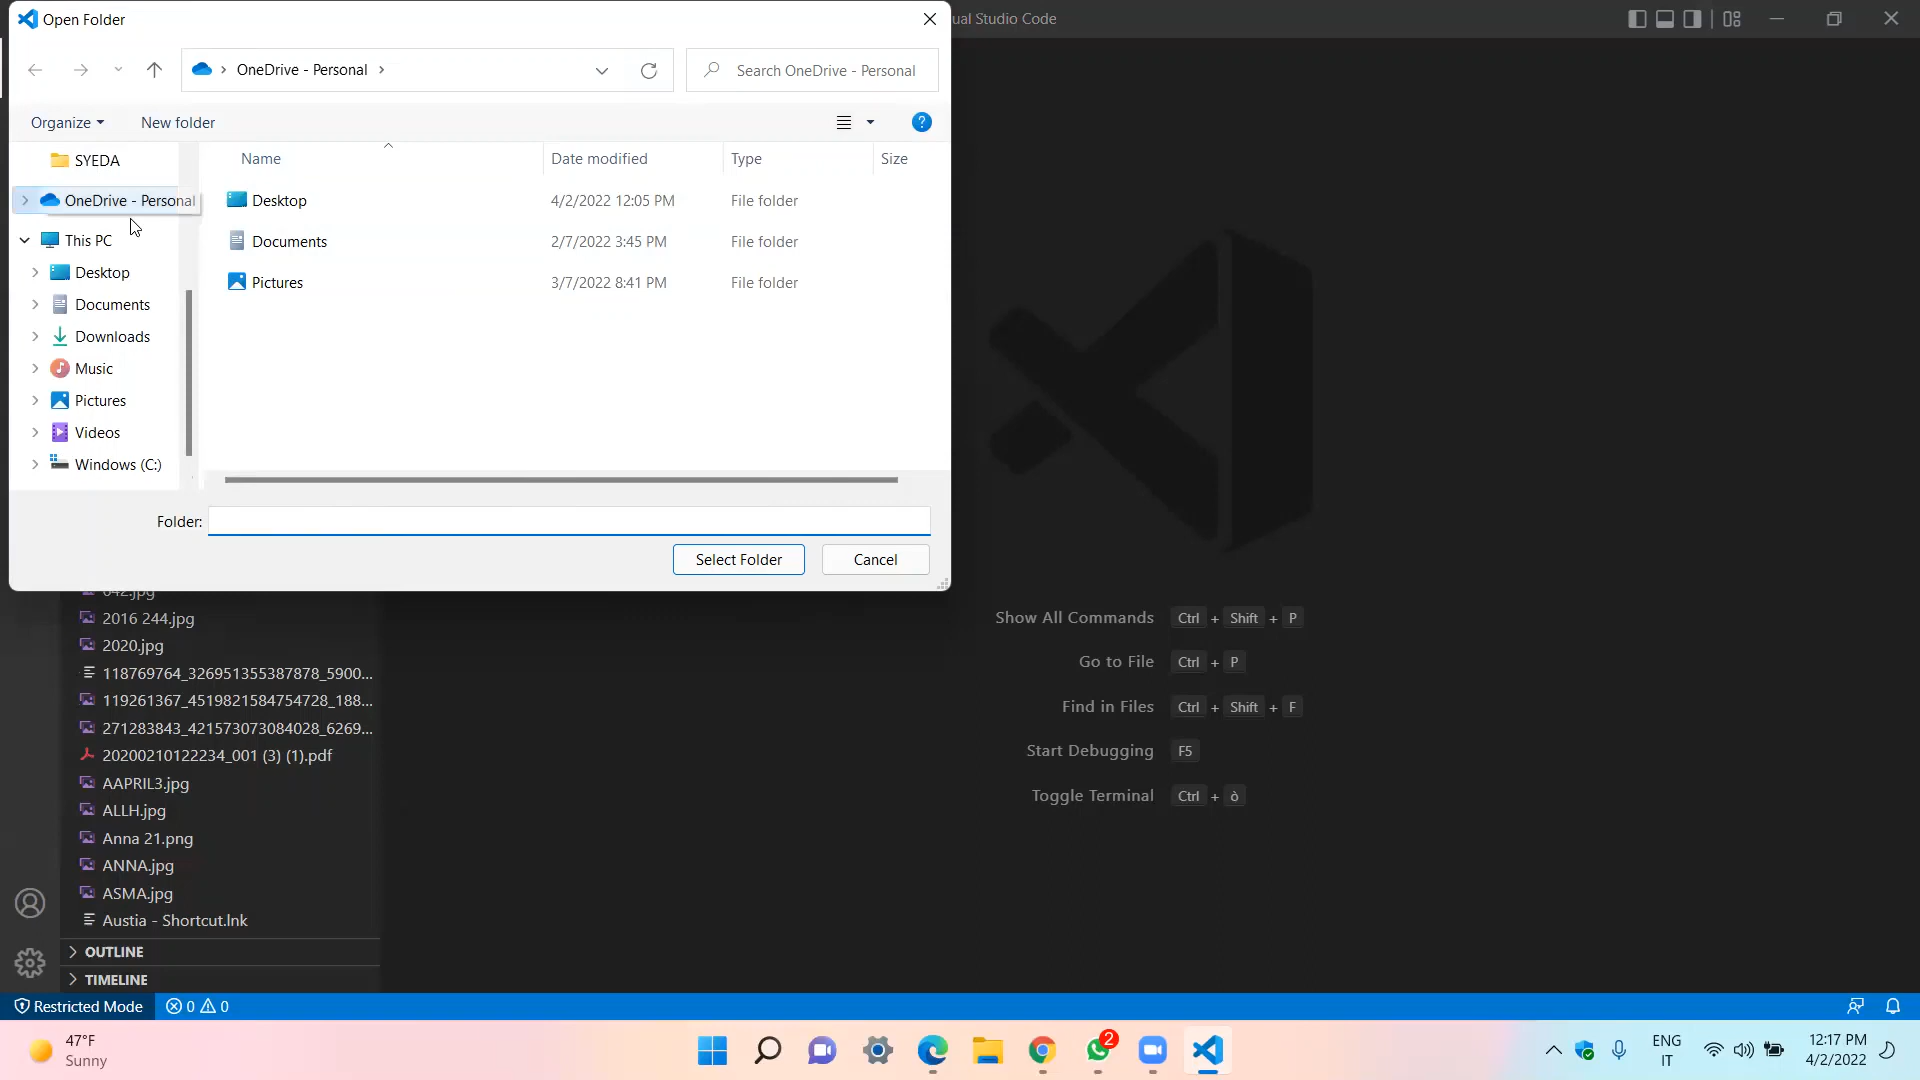 Open Folder
ual Studio Code
OneDrive - Personal
Search OneDrive - Personal
Organize
New folder
?
Name
Date modified
Type
Size
SYEDA
OneDrive - Personal
This PC
Desktop
Documents
Downloads
Music
Pictures
Videos
Windows (C:)
Desktop 4/2/2022 12:05 PM File folder
Documents 2/7/2022 3:45 PM File folder
Pictures 3/7/2022 8:41 PM File folder
Folder:
Select Folder
Cancel
642.jpg
2016 244.jpg
2020.jpg
118769764_326951355387878_5900...
119261367_4519821584754728_188...
271283843_421573073084028_6269...
20200210122234_001 (3) (1).pdf
AAPRIL3.jpg
ALLH.jpg
Anna 21.png
ANNA.jpg
ASMA.jpg
Austia - Shortcut.lnk
OUTLINE
TIMELINE
Show All Commands Ctrl + Shift + P
Go to File Ctrl + P
Find in Files Ctrl + Shift + F
Start Debugging F5
Toggle Terminal Ctrl + ò
Restricted Mode
0 0
47°F
Sunny
2
ENG
IT
12:17 PM
4/2/2022